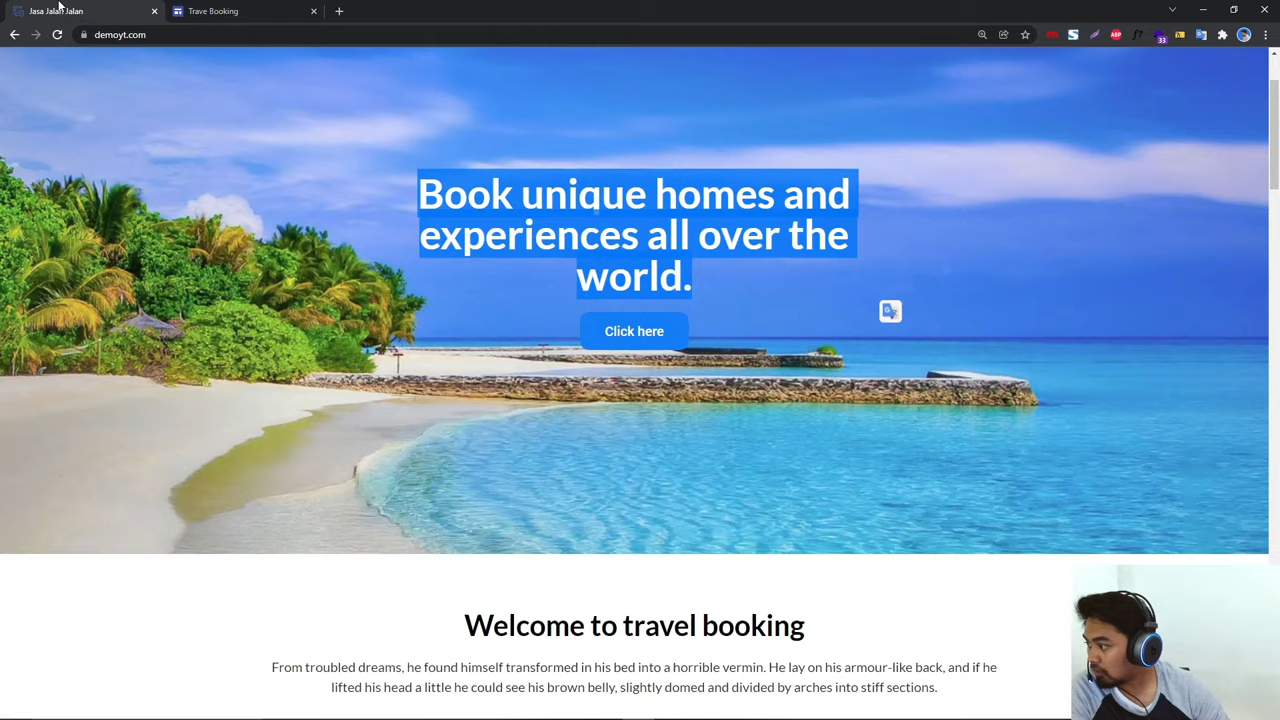 Jasa Jalan Jalan
Trave Booking
demoyt.com
ABP
f?
33
Book unique homes and
experiences all over the
world.
Click here
Welcome to travel booking
From troubled dreams, he found himself transformed in his bed into a horrible vermin. He lay on his armour-like back, and if he
lifted his head a little he could see his brown belly, slightly domed and divided by arches into stiff sections.